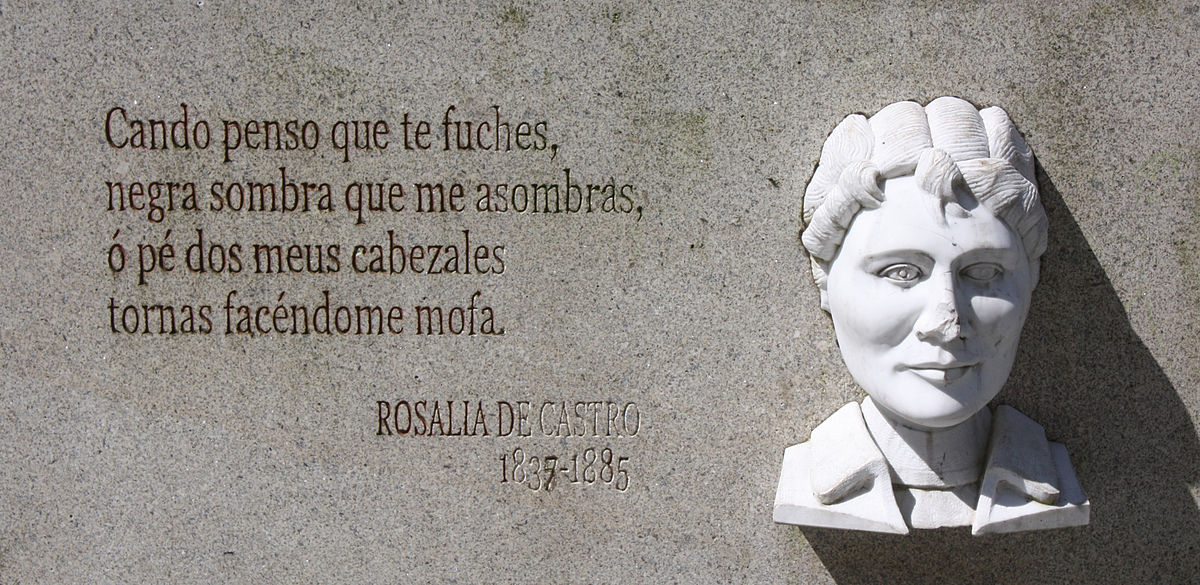 Cando penso que te fuches,
negra sombra que me asombras,
ó pé dos meus cabezales
tornas facéndome mofa.
ROSALIA DE CASTRO
1837-1885